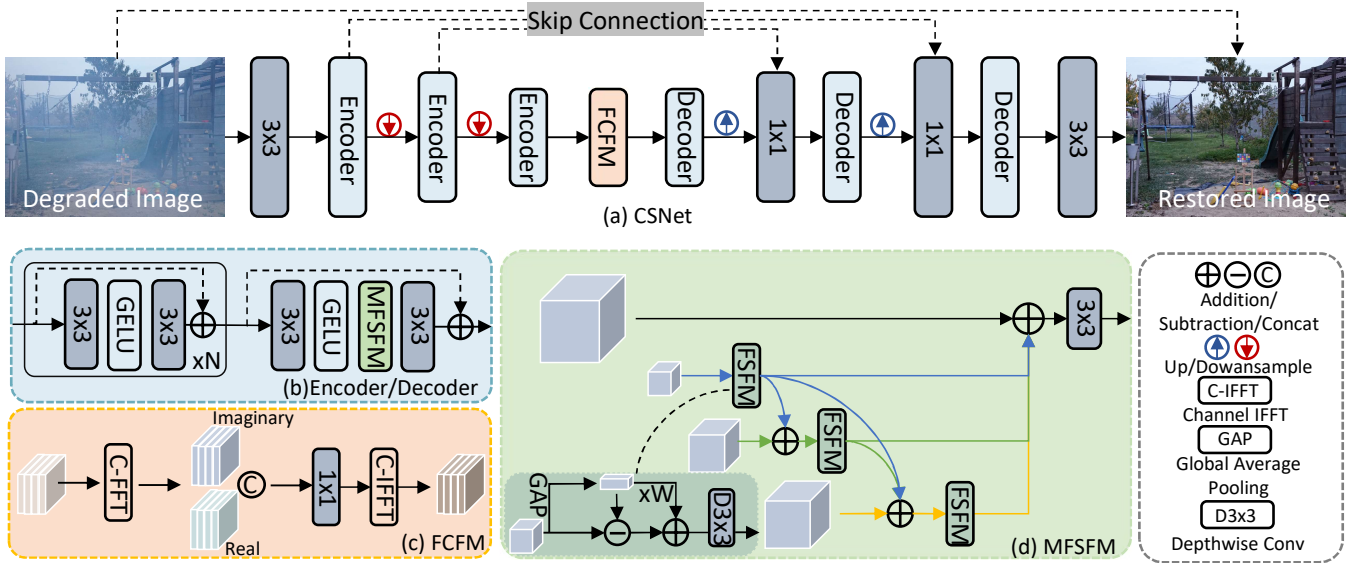 Skip Connection
Degraded Image
3x3
Encoder
Encoder
Encoder
FCFM
Decoder
1x1
Decoder
1x1
Decoder
3x3
Restored Image
(a) CSNet
3x3
GELU
3x3
xN
3x3
GELU
MFSFM
3x3
(b)Encoder/Decoder
C-FFT
Imaginary
Real
C
1x1
C-IFFT
(c) FCFM
FSFM
FSFM
FSFM
3x3
GAP
xW
D3x3
(d) MFSFM
C
Addition/
Subtraction/Concat
Up/Dowansample
C-IFFT
Channel IFFT
GAP
Global Average
Pooling
D3x3
Depthwise Conv